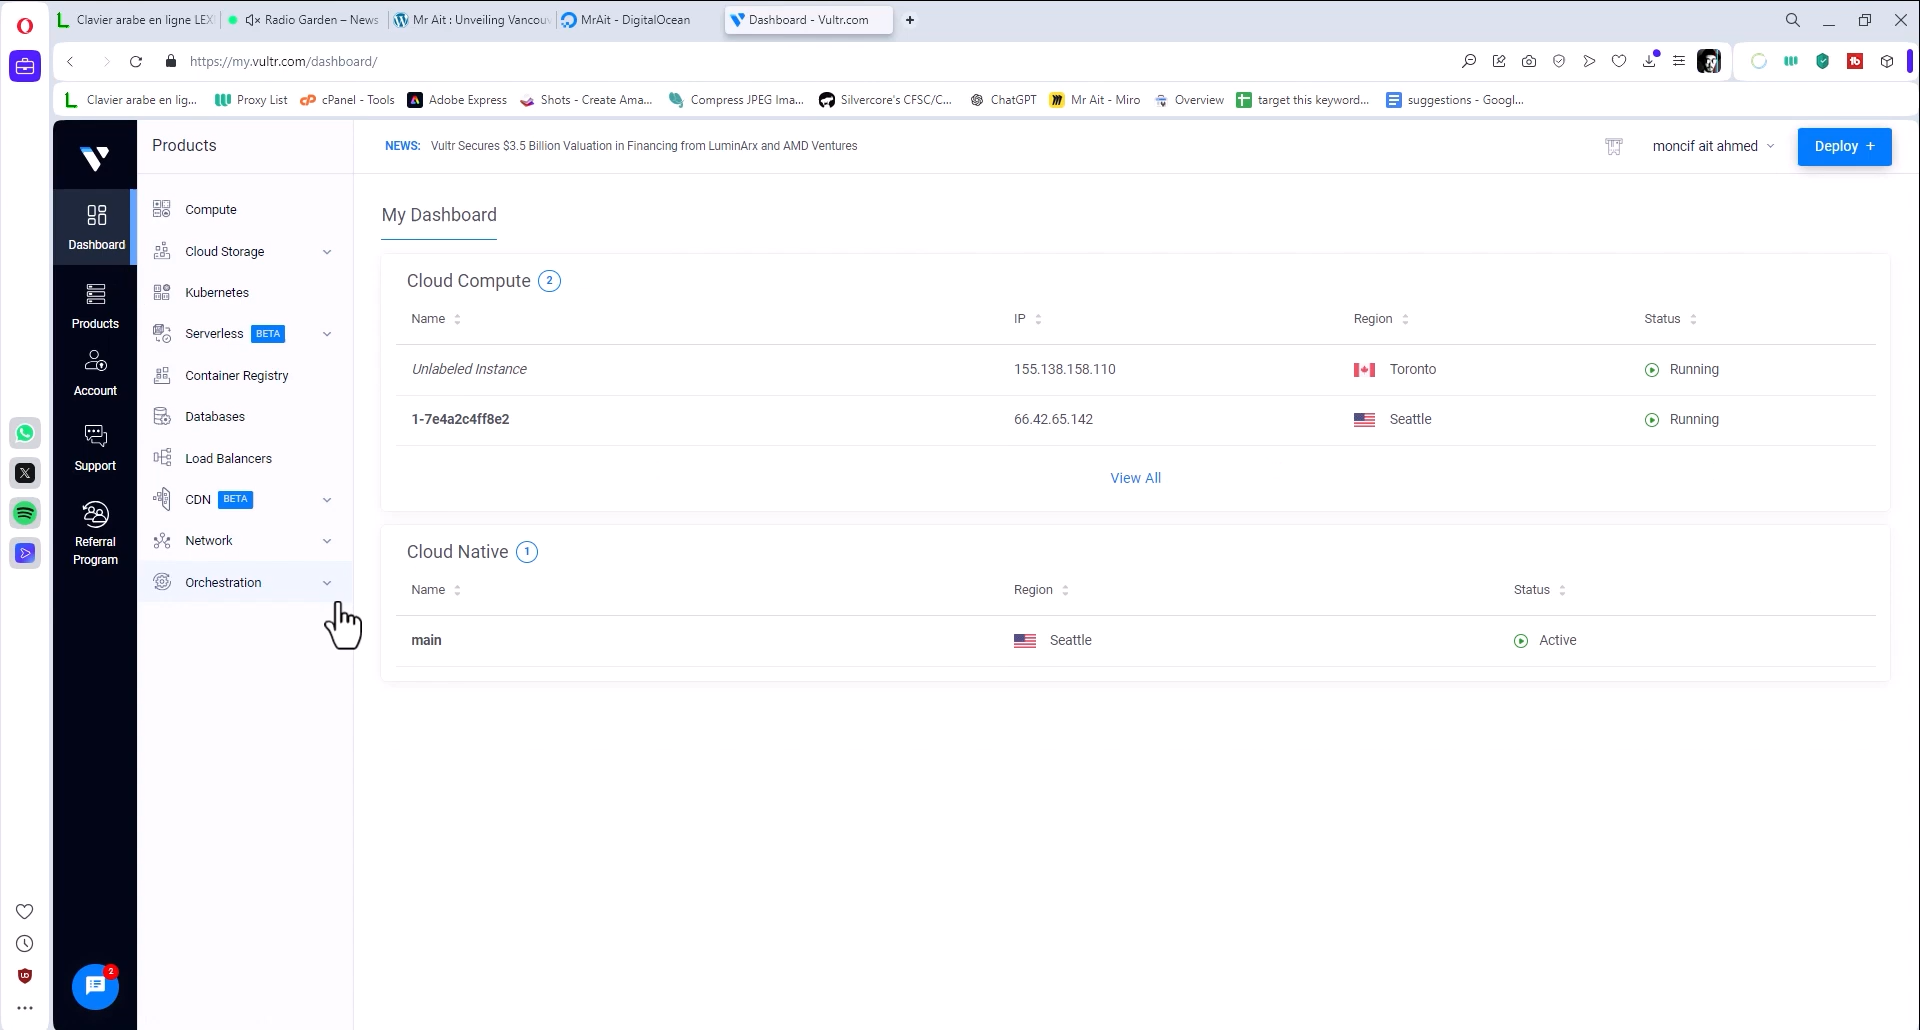 Clavier arabe en ligne LEX
Radio Garden – News
Mr Ait : Unveiling Vancou
MrAit - DigitalOcean
Dashboard - Vultr.com
https://my.vultr.com/dashboard/
Clavier arabe en lig...
Proxy List
cPanel - Tools
Adobe Express
Shots - Create Ama...
Compress JPEG Ima...
Silvercore's CFSC/C...
ChatGPT
Mr Ait - Miro
Overview
target this keyword...
suggestions - Googl...
Dashboard
Products
Account
Support
Referral
Program
2
Products
Compute
Cloud Storage
Kubernetes
Serverless BETA
Container Registry
Databases
Load Balancers
CDN BETA
Network
Orchestration
NEWS: Vultr Secures $3.5 Billion Valuation in Financing from LuminArx and AMD Ventures
moncif ait ahmed
Deploy +
My Dashboard
Cloud Compute 2
Name IP Region Status
Unlabeled Instance 155.138.158.110 Toronto Running
1-7e4a2c4ff8e2 66.42.65.142 Seattle Running
View All
Cloud Native 1
Name Region Status
main Seattle Active